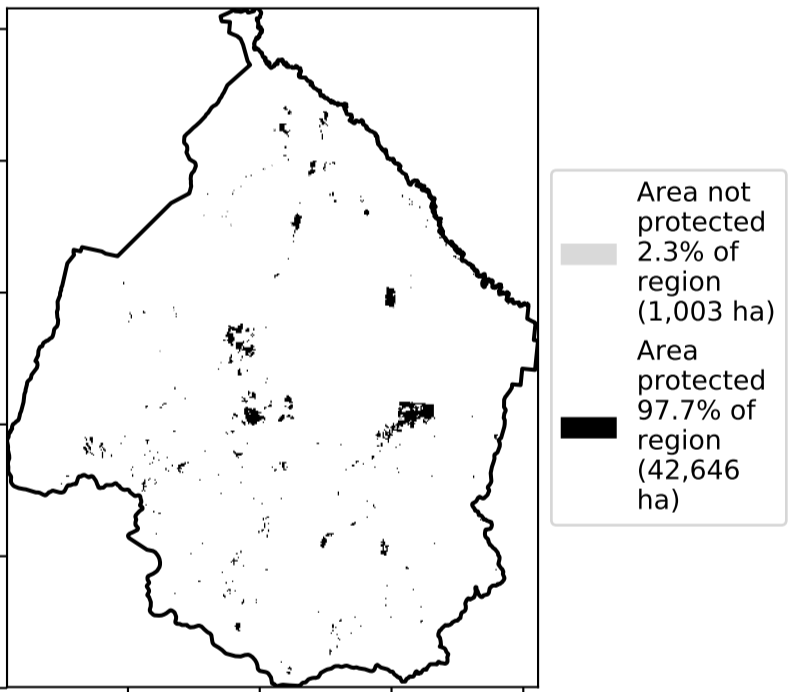 Area not
protected
2.3% of
region
(1,003 ha)
Area
protected
97.7% of
region
(42,646
ha)